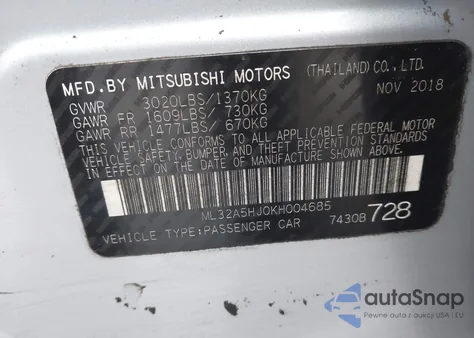 MFD. BY MITSUBISHI MOTORS (THAILAND) CO., LTD.
GVWR 3020LBS/1370KG NOV 2018
GAWR FR 1609LBS/ 730KG
GAWR RR 1477LBS/ 670KG
THIS VEHICLE CONFORMS TO ALL APPLICABLE FEDERAL MOTOR
VEHICLE SAFETY, BUMPER, AND THEFT PREVENTION STANDARDS
IN EFFECT ON THE DATE OF MANUFACTURE SHOWN ABOVE.
ML32A5HJ0KH004685
VEHICLE TYPE:PASSENGER CAR 7430B 728
autoSnap
Pewne auta z aukcji USA i EU